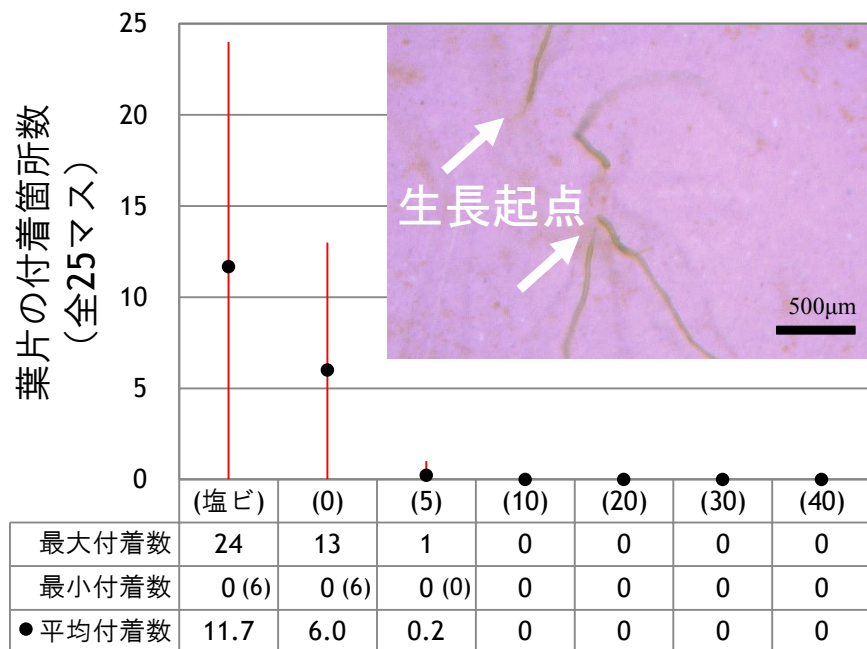 葉片の付着箇所数
(全25マス)
25
20
15
10
5
0
生長起点
500μm
(塩ビ) (0) (5) (10) (20) (30) (40)
最大付着数 24 13 1 0 0 0 0
最小付着数 0 (6) 0 (6) 0 (0) 0 0 0 0
●平均付着数 11.7 6.0 0.2 0 0 0 0